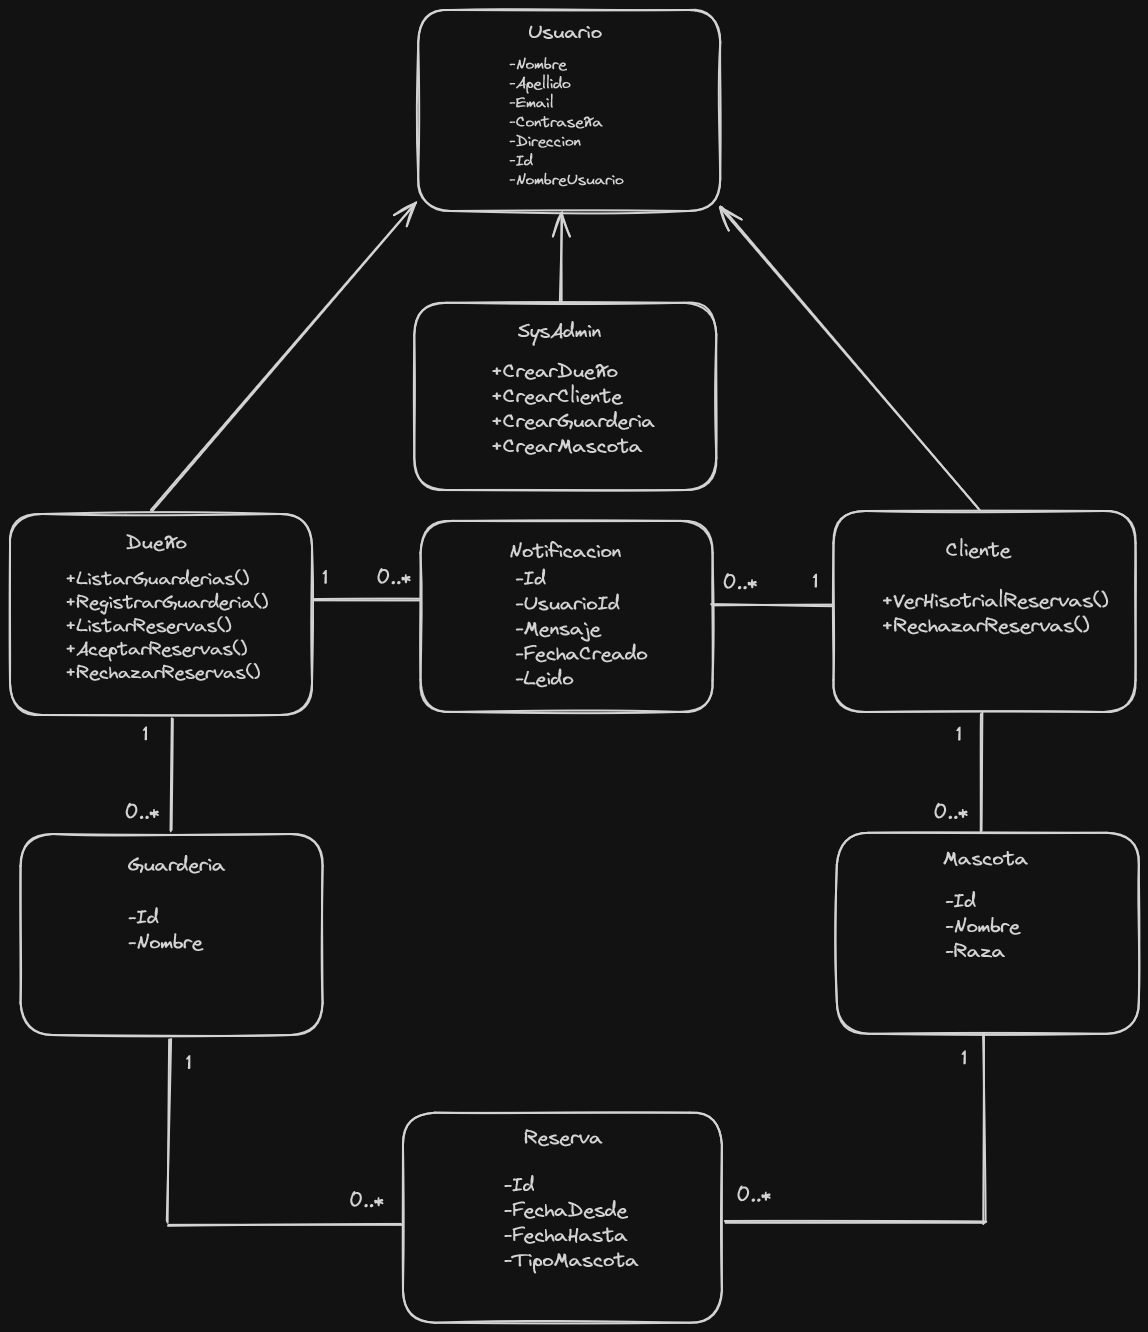 Usuario
-Nombre
-Apellido
-Email
-Contraseña
-Direccion
-Id
-NombreUsuario
SysAdmin
+CrearDueño
+CrearCliente
+CrearGuarderia
+CrearMascota
Dueño
+ListarGuarderias()
+RegistrarGuarderia()
+ListarReservas()
+AceptarReservas()
+RechazarReservas()
1
0..*
Notificacion
-Id
-UsuarioId
-Mensaje
-FechaCreado
-Leido
0..*
1
Cliente
+VerHisotrialReservas()
+RechazarReservas()
1
0..*
1
0..*
Guarderia
-Id
-Nombre
Mascota
-Id
-Nombre
-Raza
1
0..*
1
0..*
Reserva
-Id
-FechaDesde
-FechaHasta
-TipoMascota